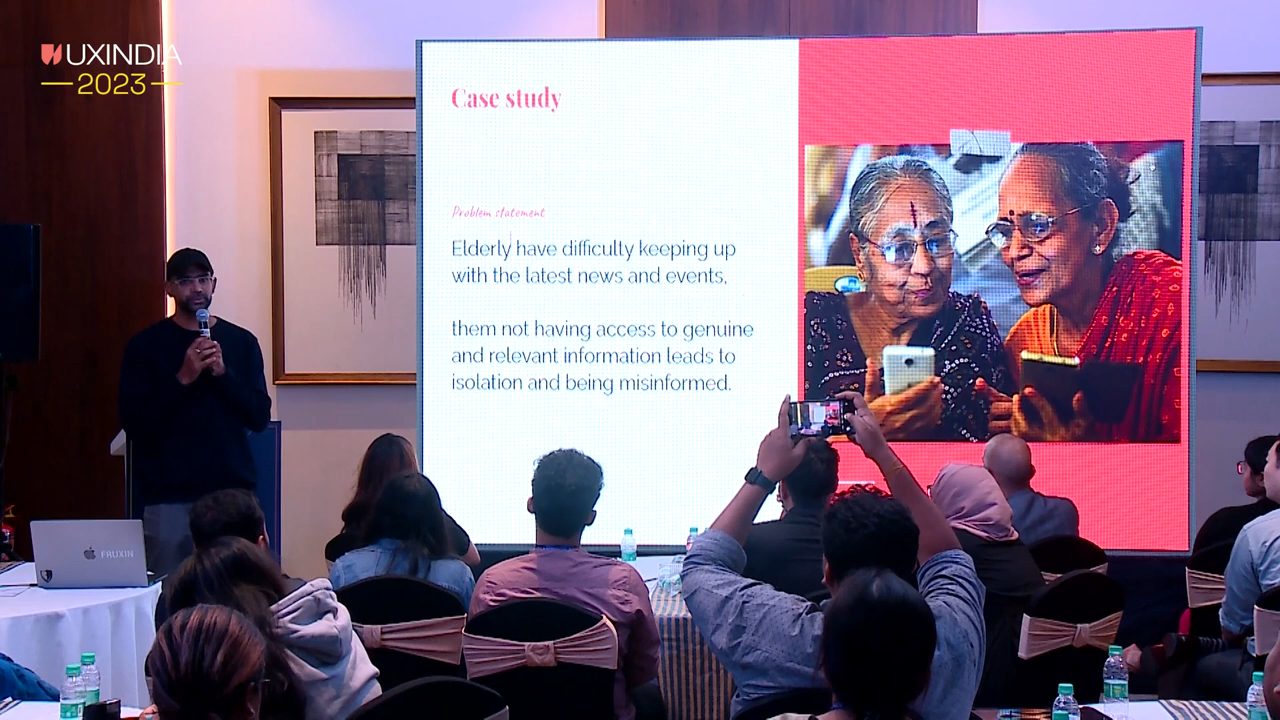 UXINDIA
2023
Case study
Problem statement
Elderly have difficulty keeping up
with the latest news and events,
them not having access to genuine
and relevant information leads to
isolation and being misinformed.
FRUXIN